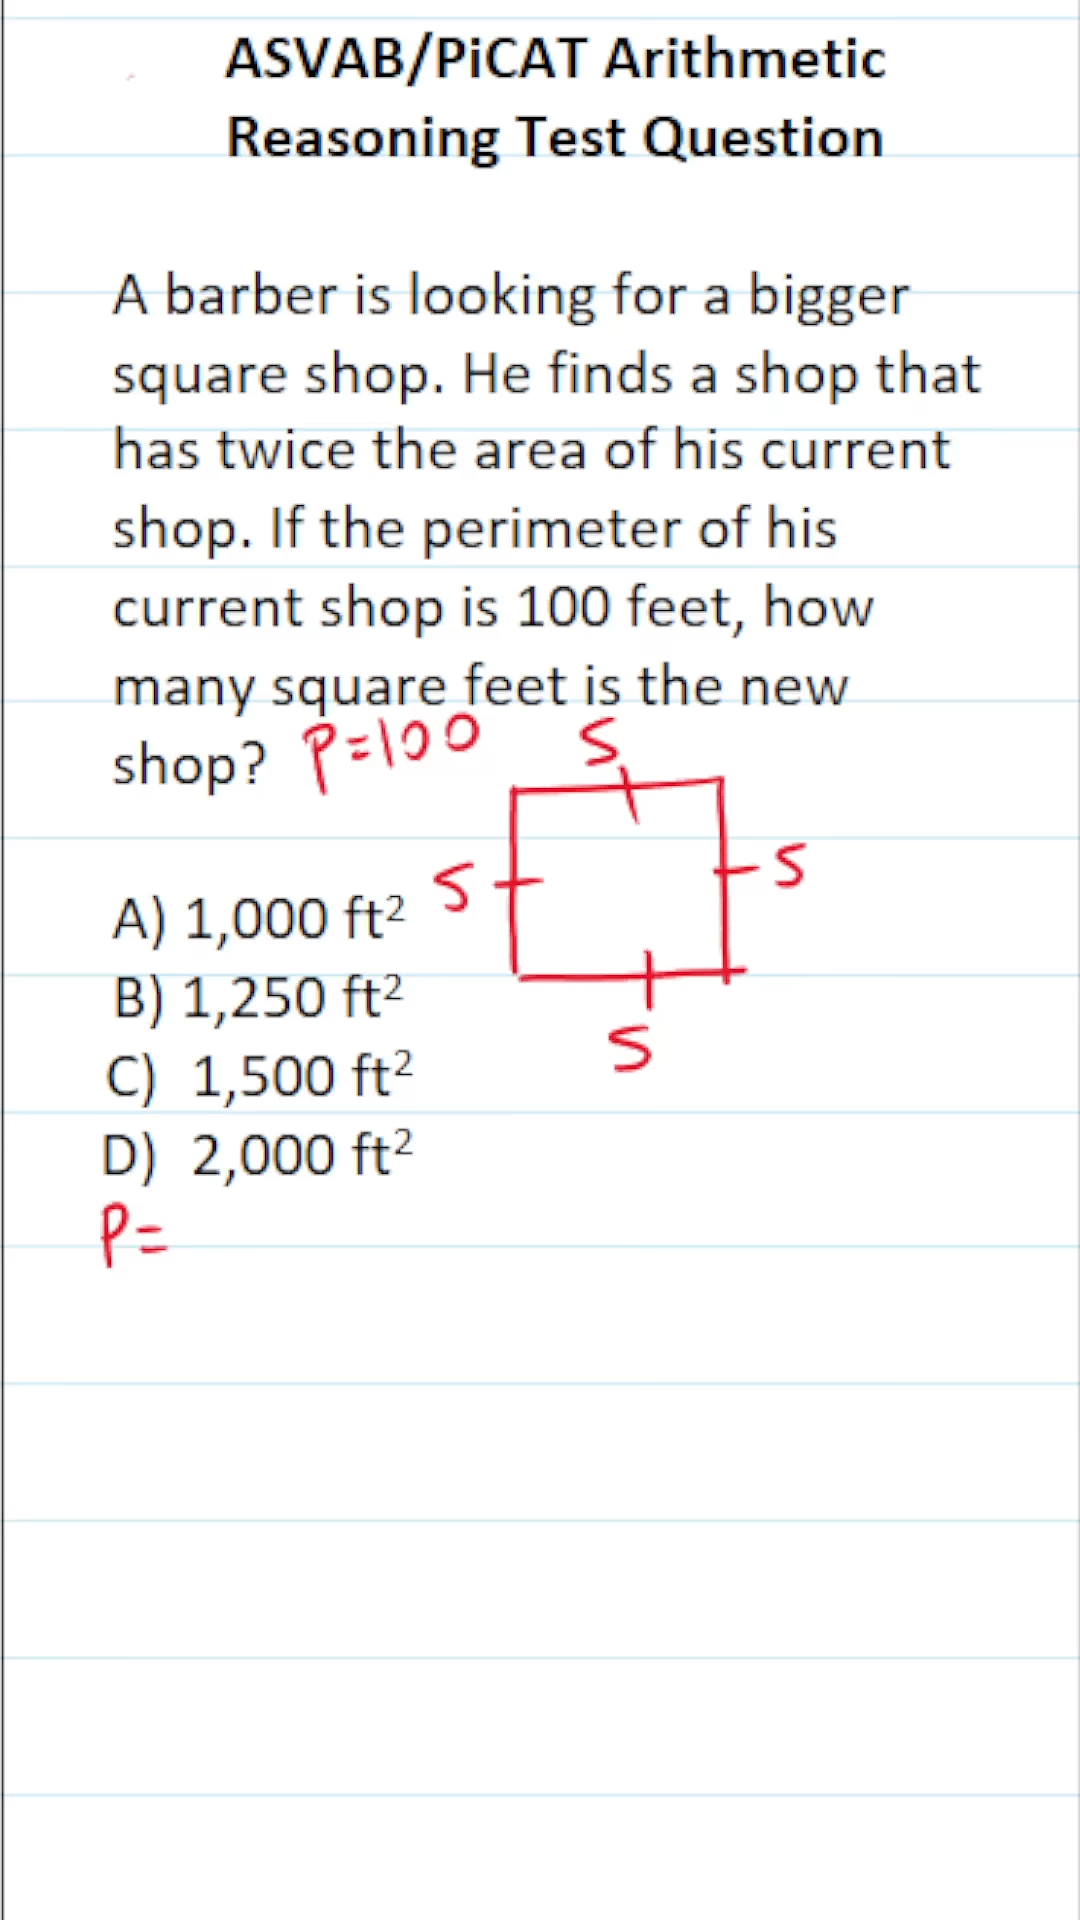 ASVAB/PiCAT Arithmetic
Reasoning Test Question
A barber is looking for a bigger
square shop. He finds a shop that
has twice the area of his current
shop. If the perimeter of his
current shop is 100 feet, how
many square feet is the new
shop? P=100 S
S S
A) 1,000 ft²
B) 1,250 ft²
S
C) 1,500 ft²
D) 2,000 ft²
P=